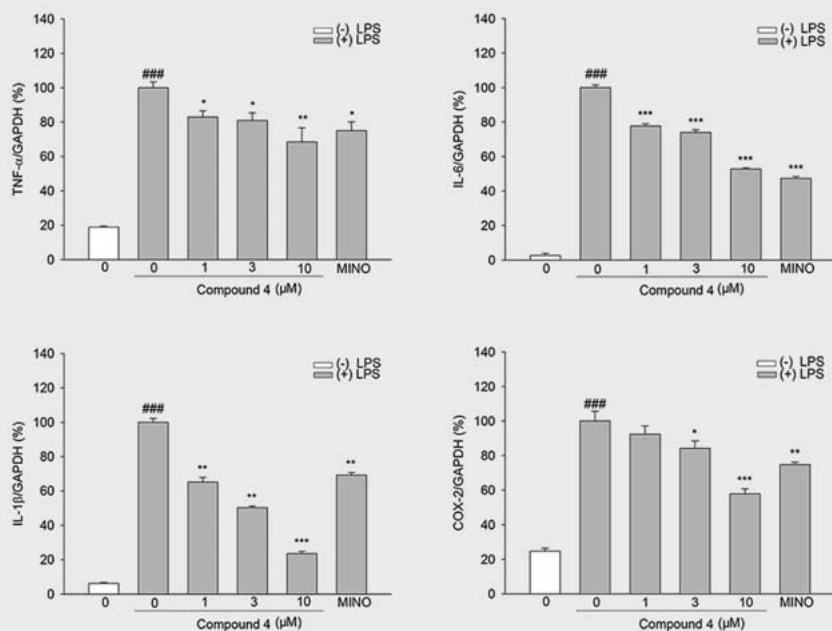 140
120
100
80
60
40
20
0
TNF-α/GAPDH (%)
(-) LPS
(+) LPS
###
*
*
**
*
0 0 1 3 10 MINO
Compound 4 (μM)
140
120
100
80
60
40
20
0
IL-6/GAPDH (%)
(-) LPS
(+) LPS
###
***
***
***
***
0 0 1 3 10 MINO
Compound 4 (μM)
140
120
100
80
60
40
20
0
IL-1β/GAPDH (%)
(-) LPS
(+) LPS
###
**
**
***
**
0 0 1 3 10 MINO
Compound 4 (μM)
140
120
100
80
60
40
20
0
COX-2/GAPDH (%)
(-) LPS
(+) LPS
###
*
***
**
0 0 1 3 10 MINO
Compound 4 (μM)